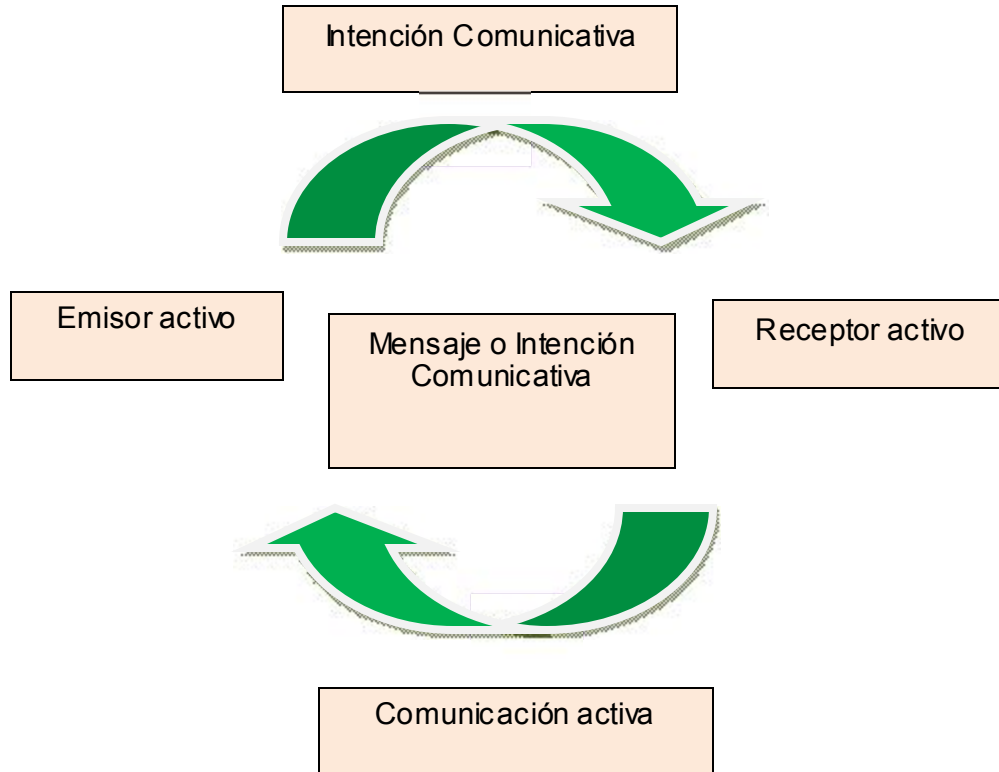 Intención Comunicativa
Emisor activo
Mensaje o Intención
Comunicativa
Receptor activo
Comunicación activa